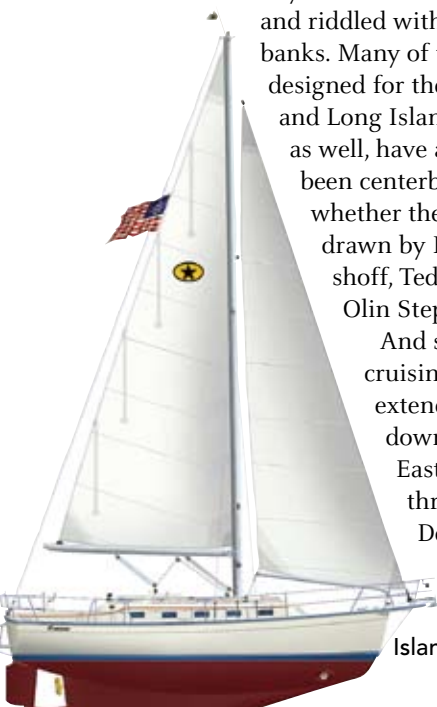 and riddled with
banks. Many of
designed for the
and Long Islan
as well, have a
been centerb
whether the
drawn by
shoff, Ted
Olin Step
And s
cruisin
extend
down
East
thr
De
Islan